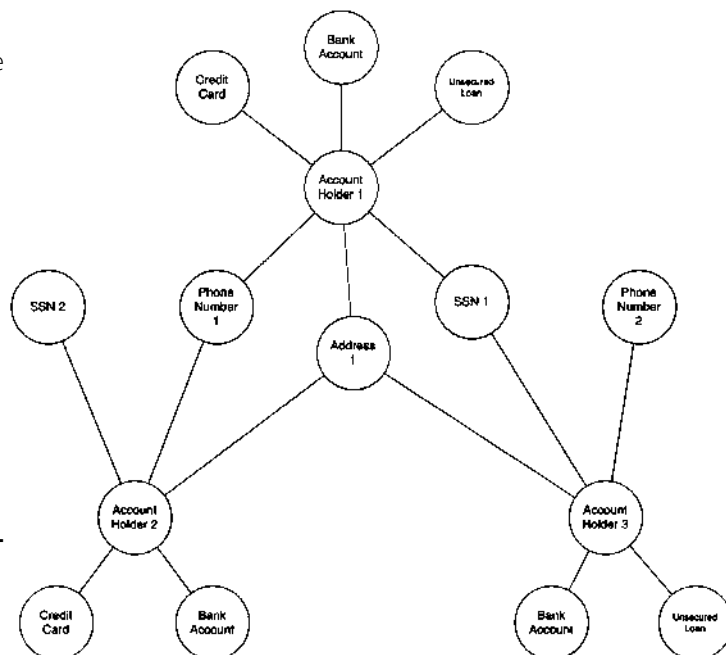 e
Bank
Account
Credit
Card
Unsecured
Loan
Account
Holder 1
SSN 2
Phone
Number
1
SSN 1
Phone
Number
2
Address
1
Account
Holder 2
Account
Holder 3
Credit
Card
Bank
Account
Bank
Account
Unsecured
Loan